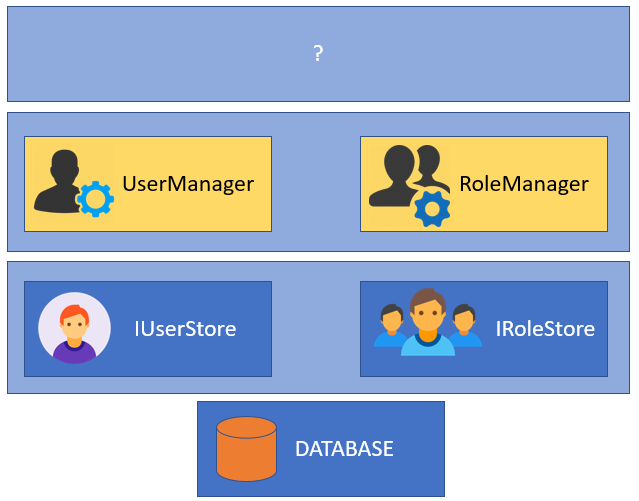 ?
UserManager
RoleManager
IUserStore
IRoleStore
DATABASE